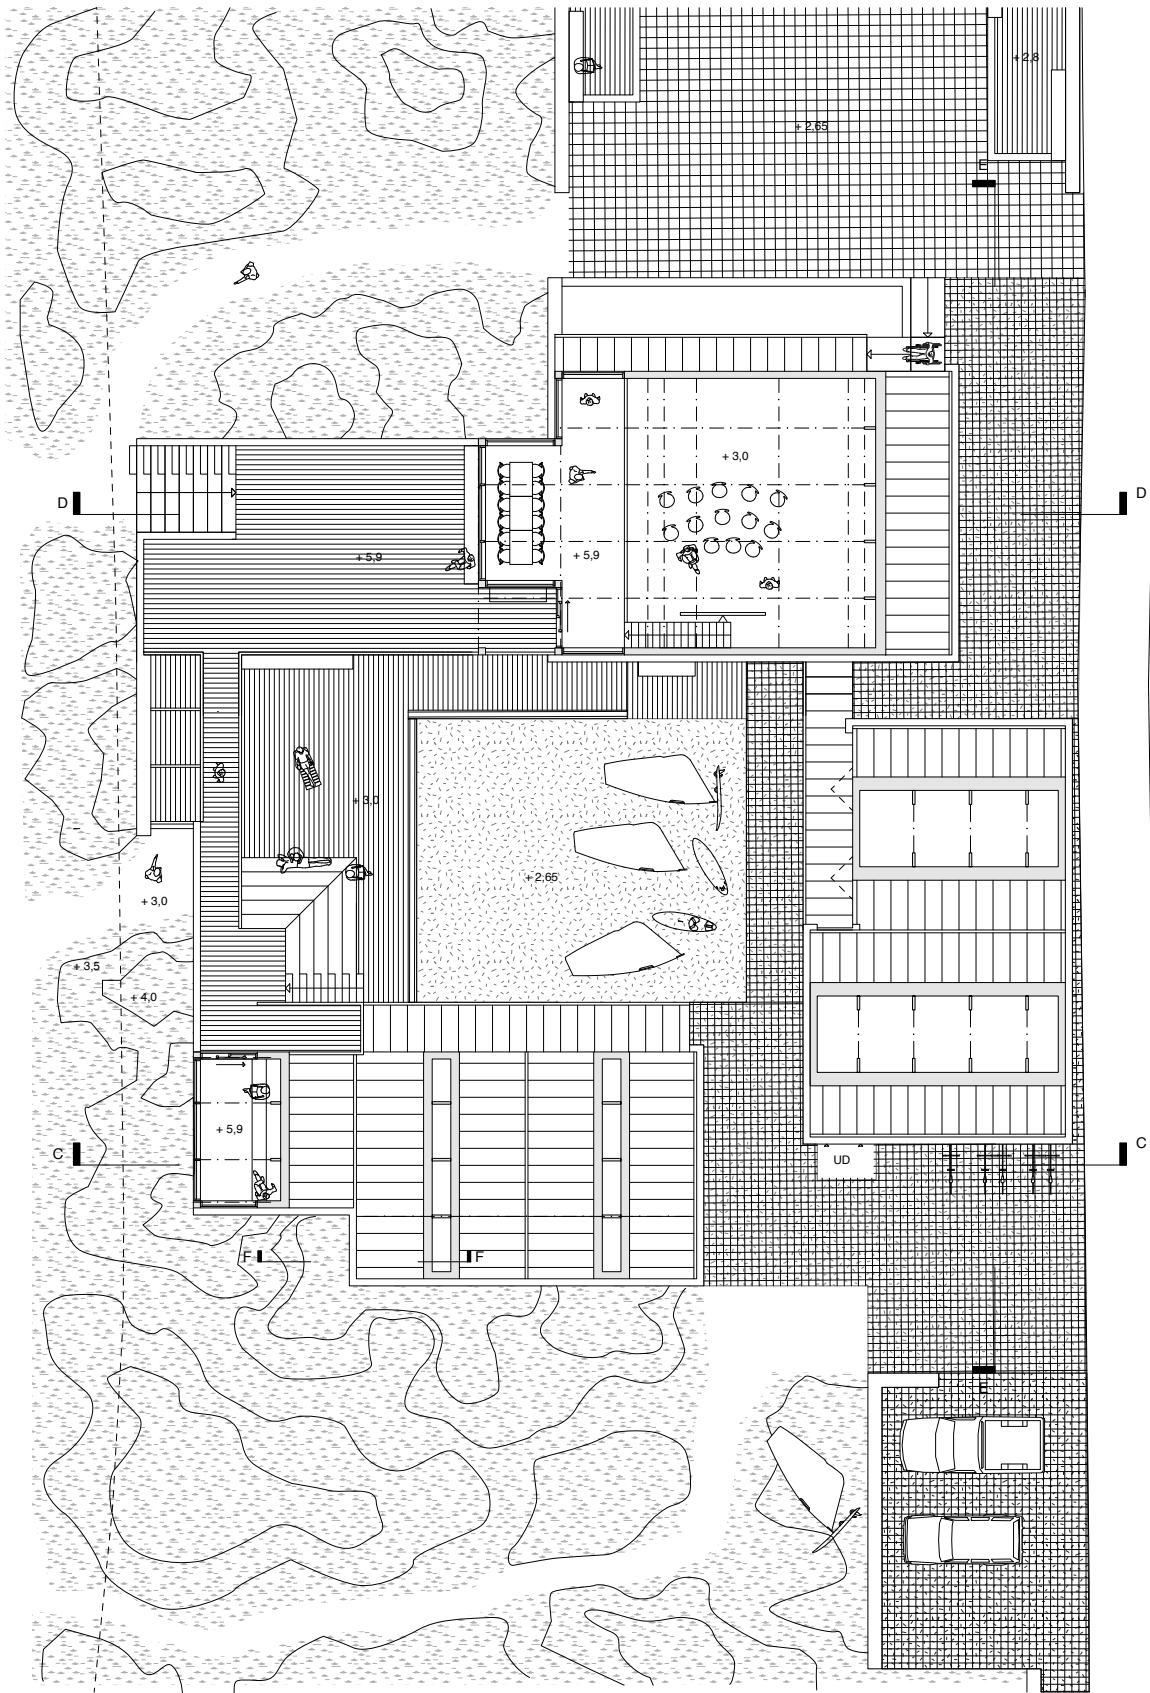 + 2,8
+ 2,65
E
+ 3,0
D
D
+ 5,9
+ 5,9
+ 3,0
+ 2,65
+ 3,0
+ 3,5
+ 4,0
+ 5,9
C
C
UD
F
F
E